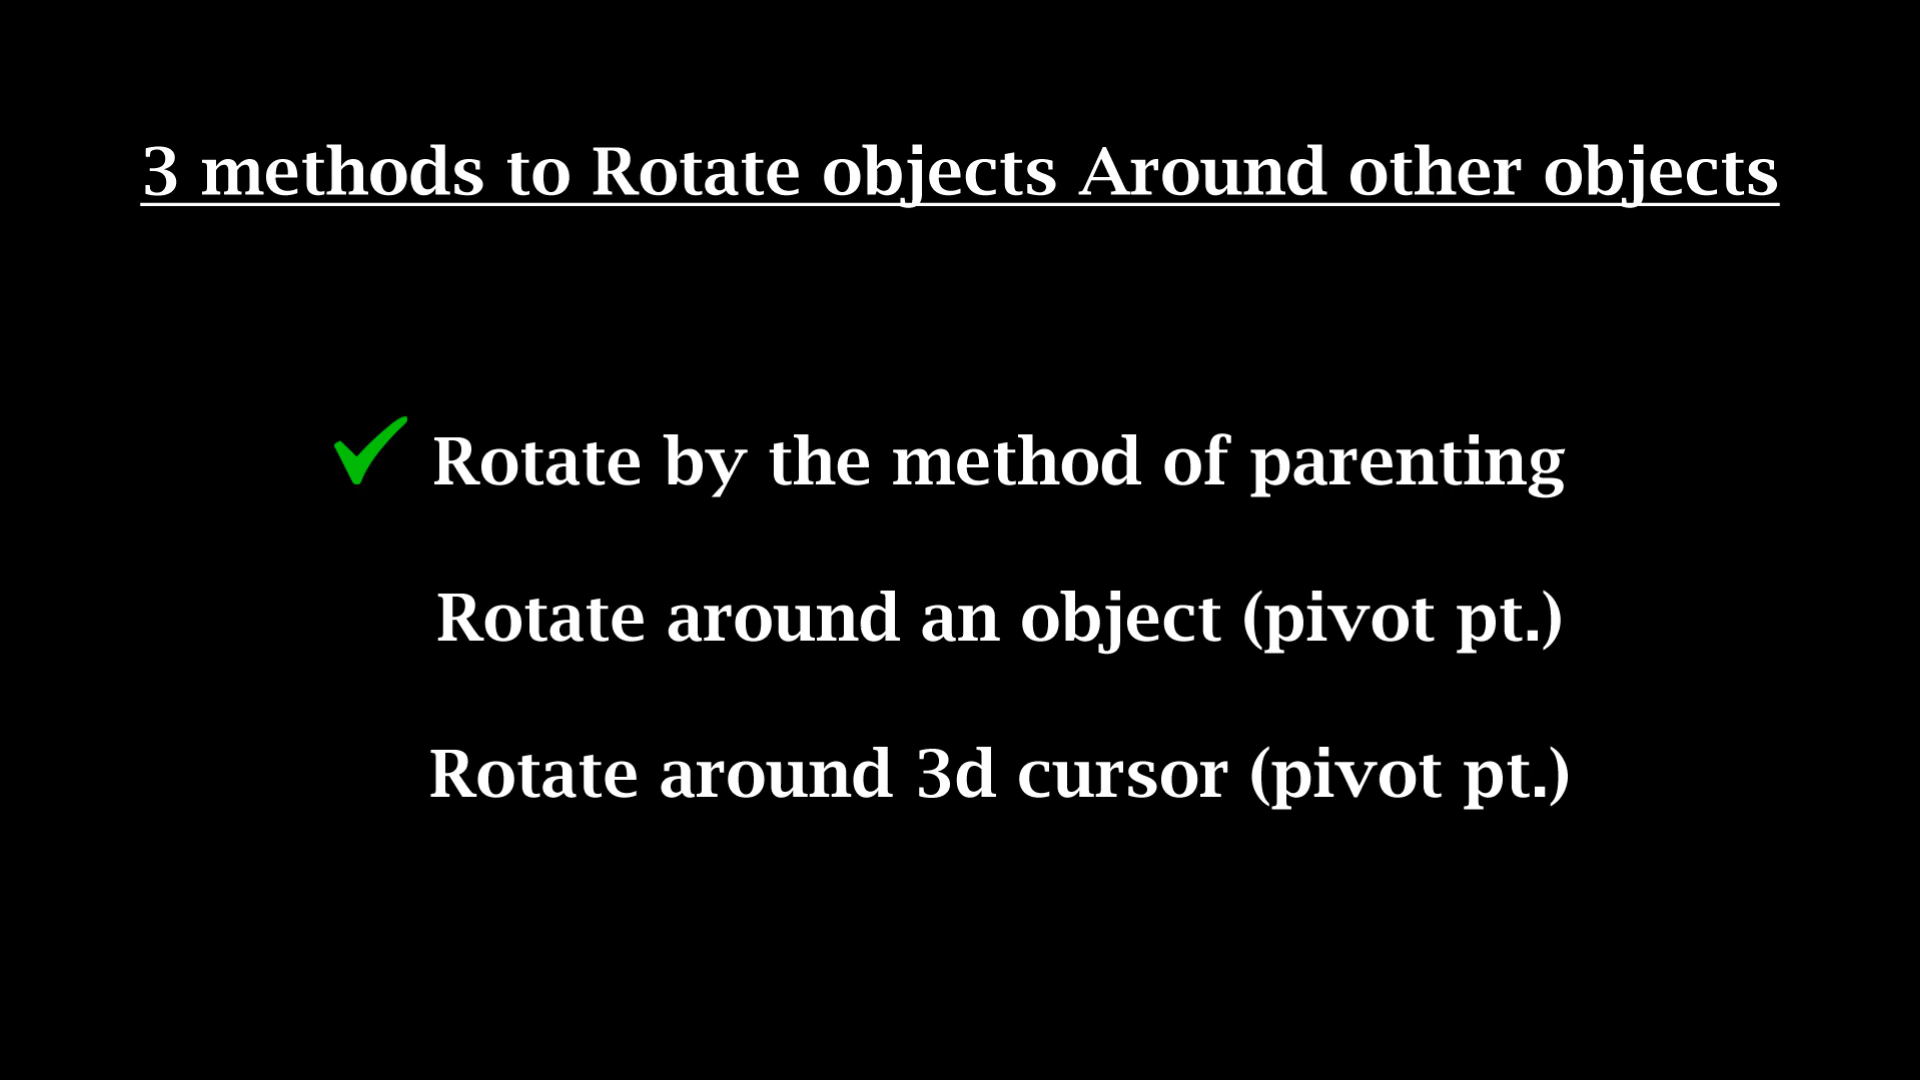 3 methods to Rotate objects Around other objects
Rotate by the method of parenting
Rotate around an object (pivot pt.)
Rotate around 3d cursor (pivot pt.)